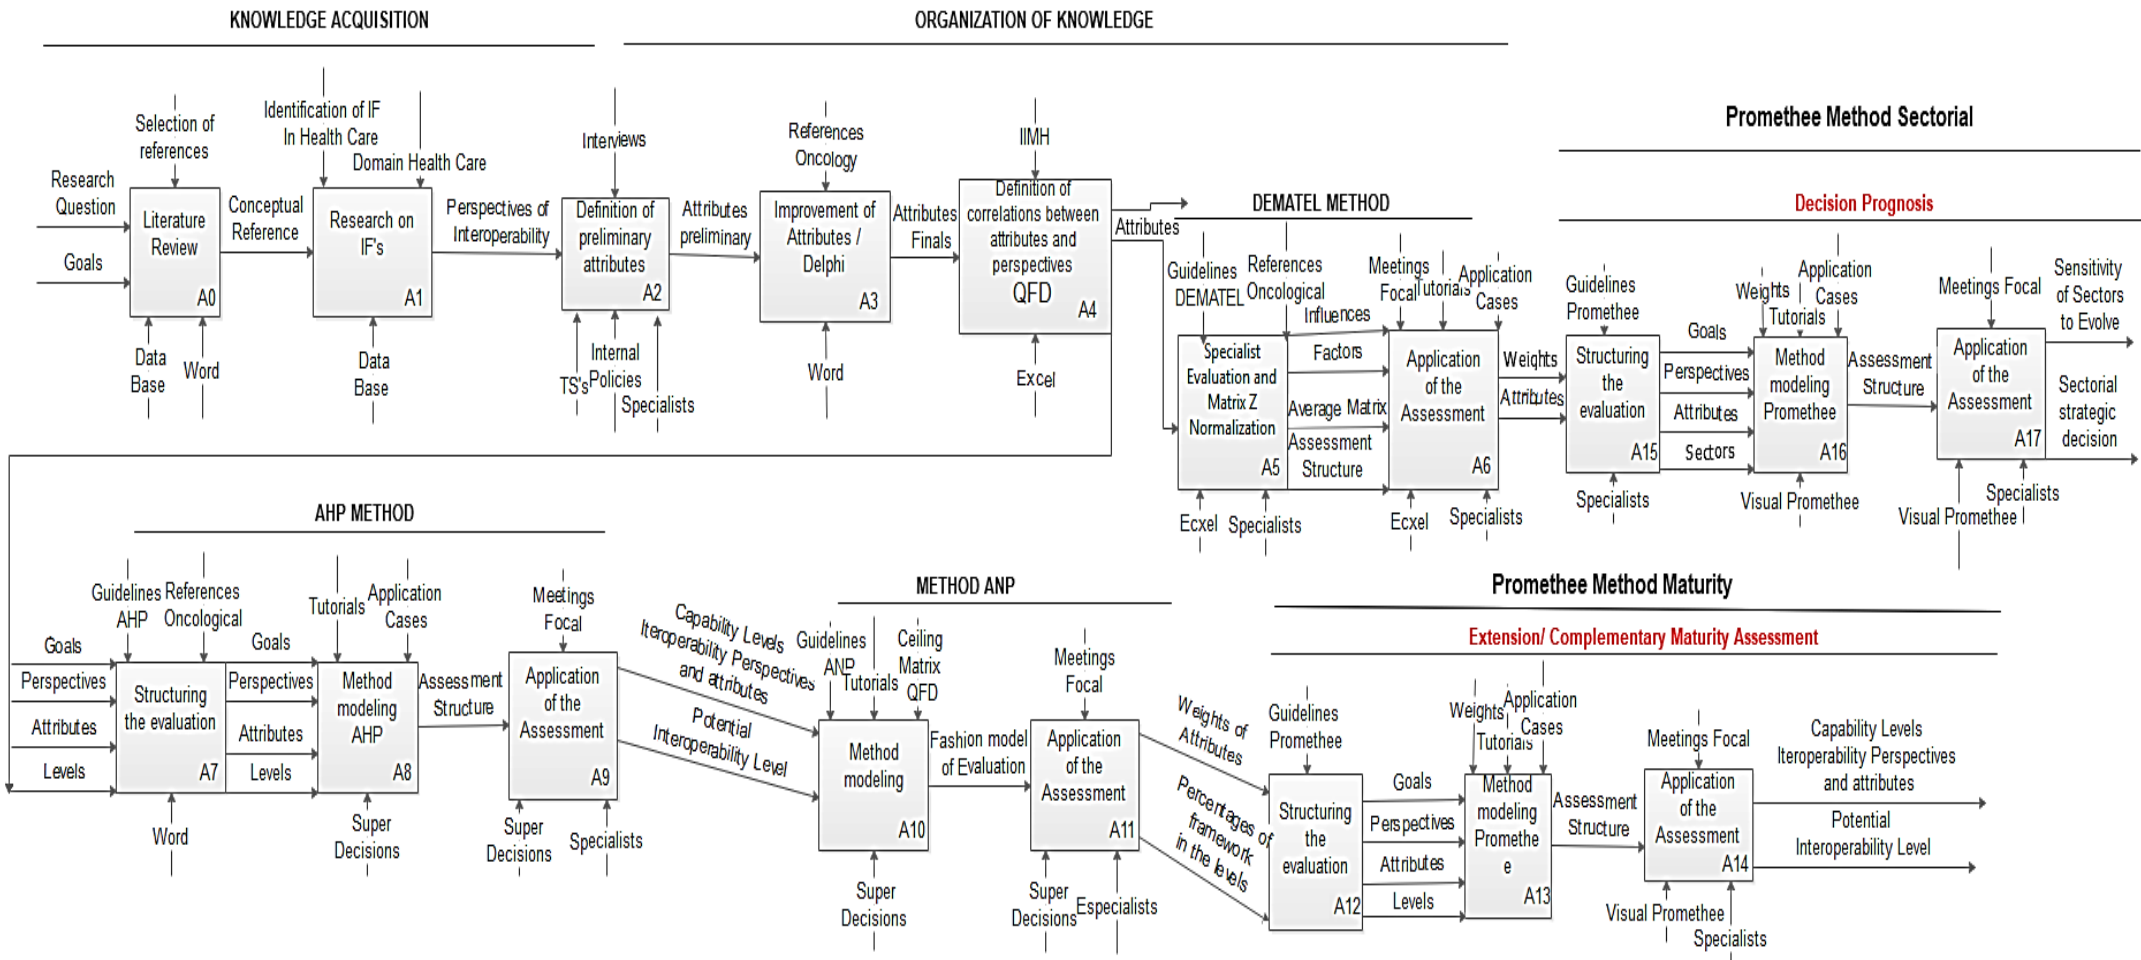 KNOWLEDGE ACQUISITION
ORGANIZATION OF KNOWLEDGE
Selection of
references
Identification of IF
In Health Care
Domain Health Care
Research
Question
Goals
Literature
Review
A0
Data
Base
Word
Conceptual
Reference
Research on
IF's
A1
Data
Base
Perspectives of
Interoperability
Interviews
Definition of
preliminary
attributes
A2
TS's
Internal
Policies
Specialists
Attributes
preliminary
References
Oncology
Improvement of
Attributes /
Delphi
A3
Word
Attributes
Finals
IIMH
Definition of
correlations between
attributes and
perspectives
QFD
A4
Excel
Attributes
DEMATEL METHOD
Guidelines
DEMATEL
References
Oncological
Specialist
Evaluation and
Matrix Z
Normalization
A5
Ecxel
Specialists
Influences
Factors
Average Matrix
Assessment
Structure
Meetings
Focal
Tutorials
Application
Cases
Application
of the
Assessment
A6
Ecxel
Specialists
Weights
Attributes
Promethee Method Sectorial
Decision Prognosis
Guidelines
Promethee
Structuring
the
evaluation
A15
Specialists
Goals
Perspectives
Attributes
Sectors
Weights
Tutorials
Application
Cases
Method
modeling
Promethee
A16
Visual Promethee
Assessment
Structure
Meetings Focal
Application
of the
Assessment
A17
Visual Promethee
Specialists
Sensitivity
of Sectors
to Evolve
Sectorial
strategic
decision
AHP METHOD
Guidelines
AHP
References
Oncological
Goals
Perspectives
Attributes
Levels
Structuring
the evaluation
A7
Word
Goals
Perspectives
Attributes
Levels
Tutorials
Application
Cases
Method
modeling
AHP
A8
Super
Decisions
Assessment
Structure
Meetings
Focal
Application
of the
Assessment
A9
Super
Decisions
Specialists
Capability Levels
Iteroperability Perspectives
and attributes
Potential
Interoperability Level
METHOD ANP
Guidelines
ANP
Tutorials
Ceiling
Matrix
QFD
Method
modeling
A10
Super
Decisions
Fashion model
of Evaluation
Meetings
Focal
Application
of the
Assessment
A11
Super
Decisions
Especialists
Weights of
Attributes
Percentages of
framework
in the levels
Promethee Method Maturity
Extension/ Complementary Maturity Assessment
Guidelines
Promethee
Structuring
the
evaluation
A12
Goals
Perspectives
Attributes
Levels
Weights
Tutorials
Application
Cases
Method
modeling
Promethe
e
A13
Assessment
Structure
Meetings Focal
Application
of the
Assessment
A14
Visual Promethee
Specialists
Capability Levels
Iteroperability Perspectives
and attributes
Potential
Interoperability Level